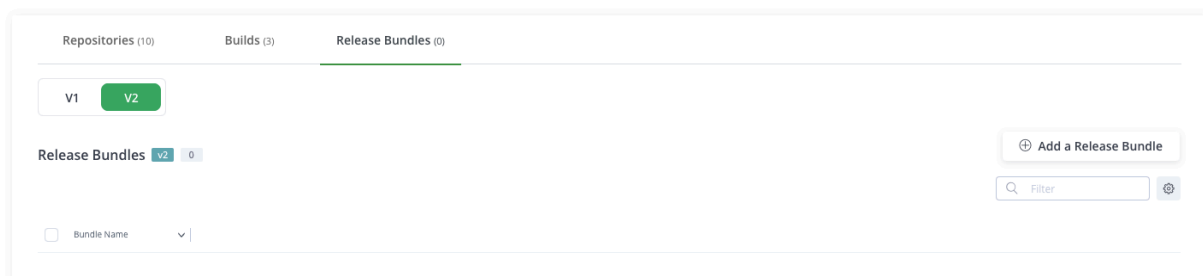 Repositories (10) Builds (3) Release Bundles (0)
V1 V2
Add a Release Bundle
Release Bundles v2 0
Filter
Bundle Name